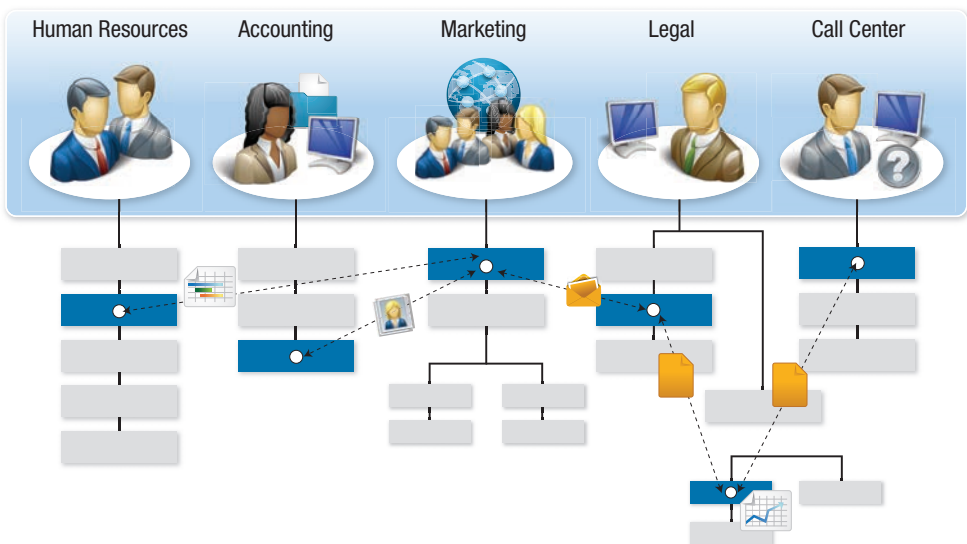 Human Resources
Accounting
Marketing
Legal
Call Center
?